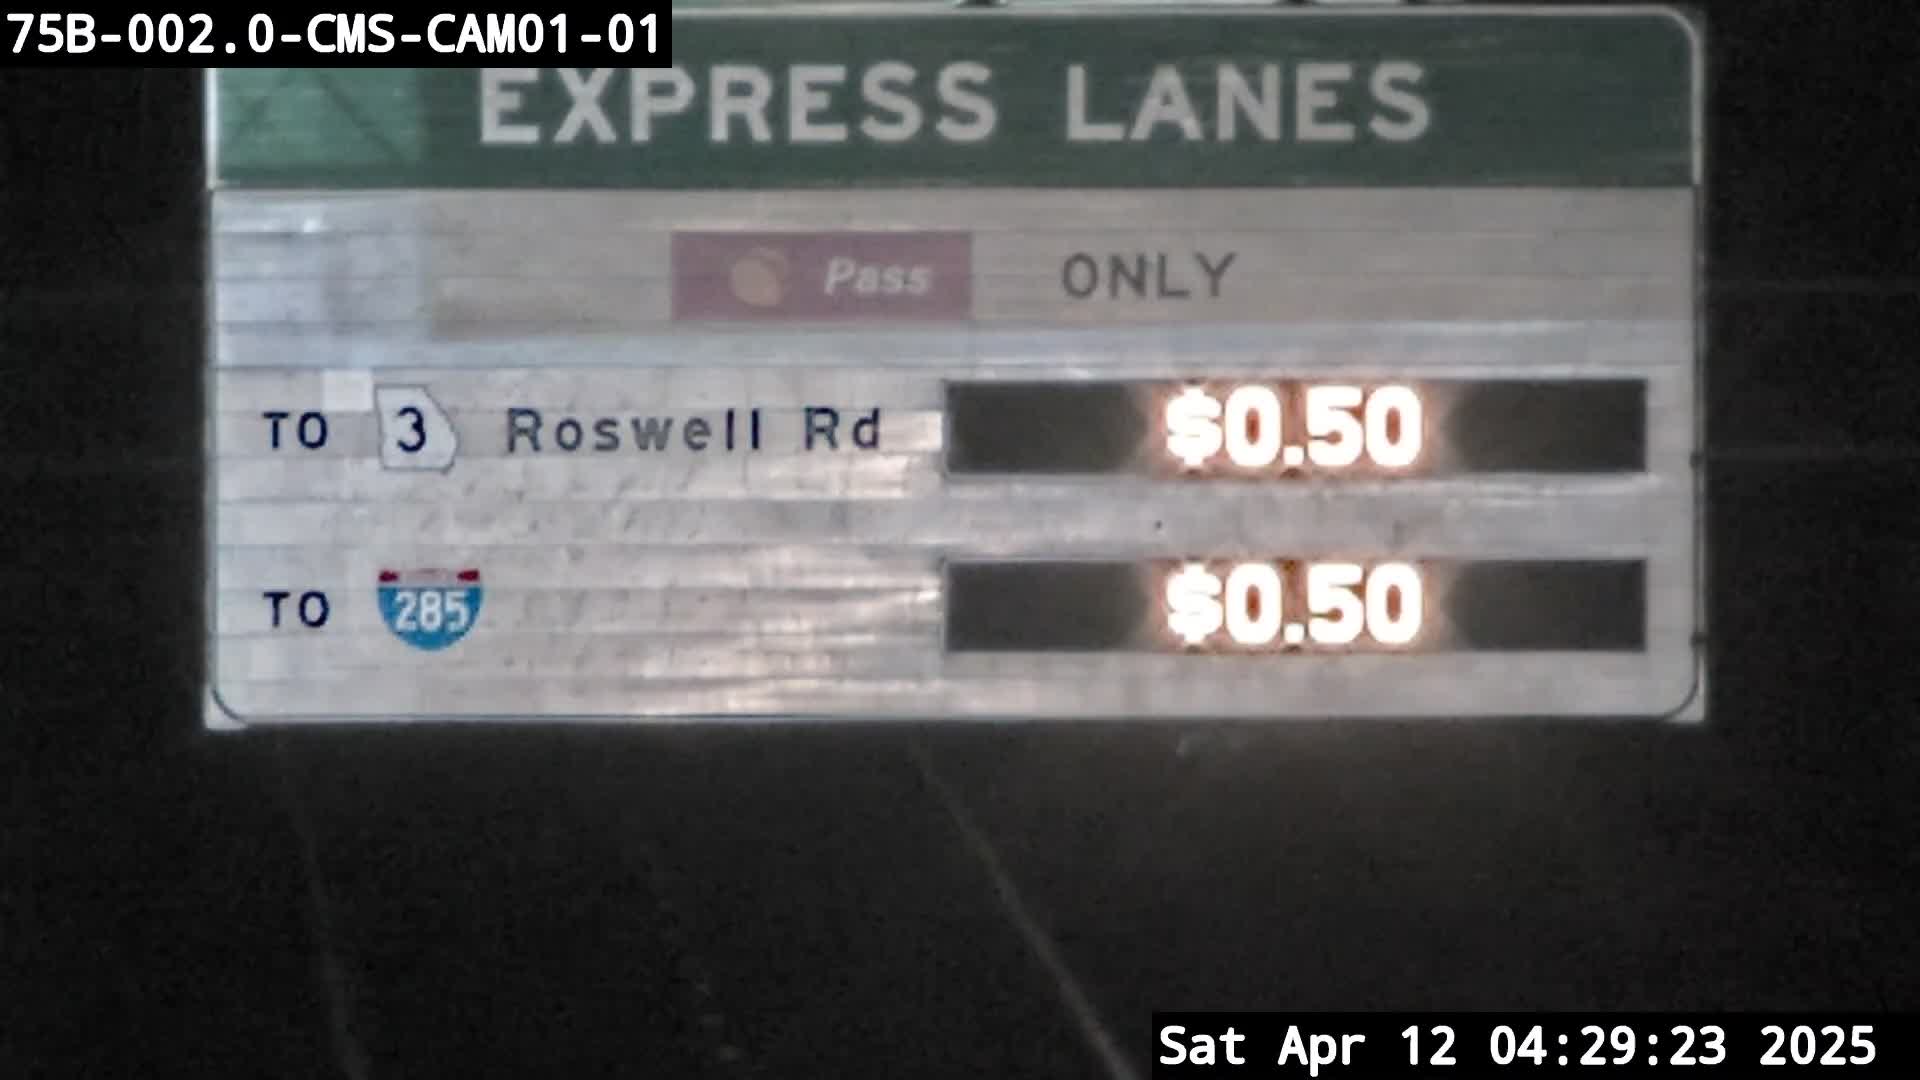 75B-002.0-CMS-CAM01-01
EXPRESS LANES
Pass ONLY
TO 3 Roswell Rd $0.50
TO 285 $0.50
Sat Apr 12 04:29:23 2025